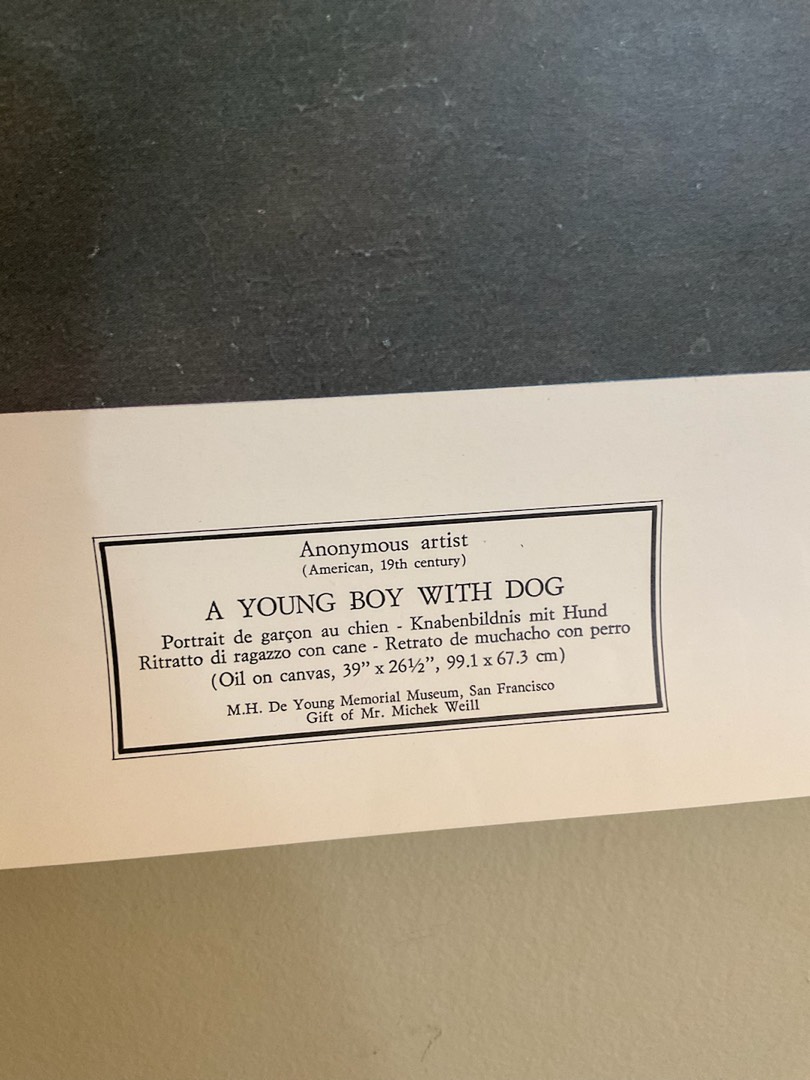 Anonymous artist
(American, 19th century)
A YOUNG BOY WITH DOG
Portrait de garçon au chien - Knabenbildnis mit Hund
Ritratto di ragazzo con cane - Retrato de muchacho con perro
(Oil on canvas, 39” x 26½”, 99.1 x 67.3 cm)
M.H. De Young Memorial Museum, San Francisco
Gift of Mr. Michek Weill